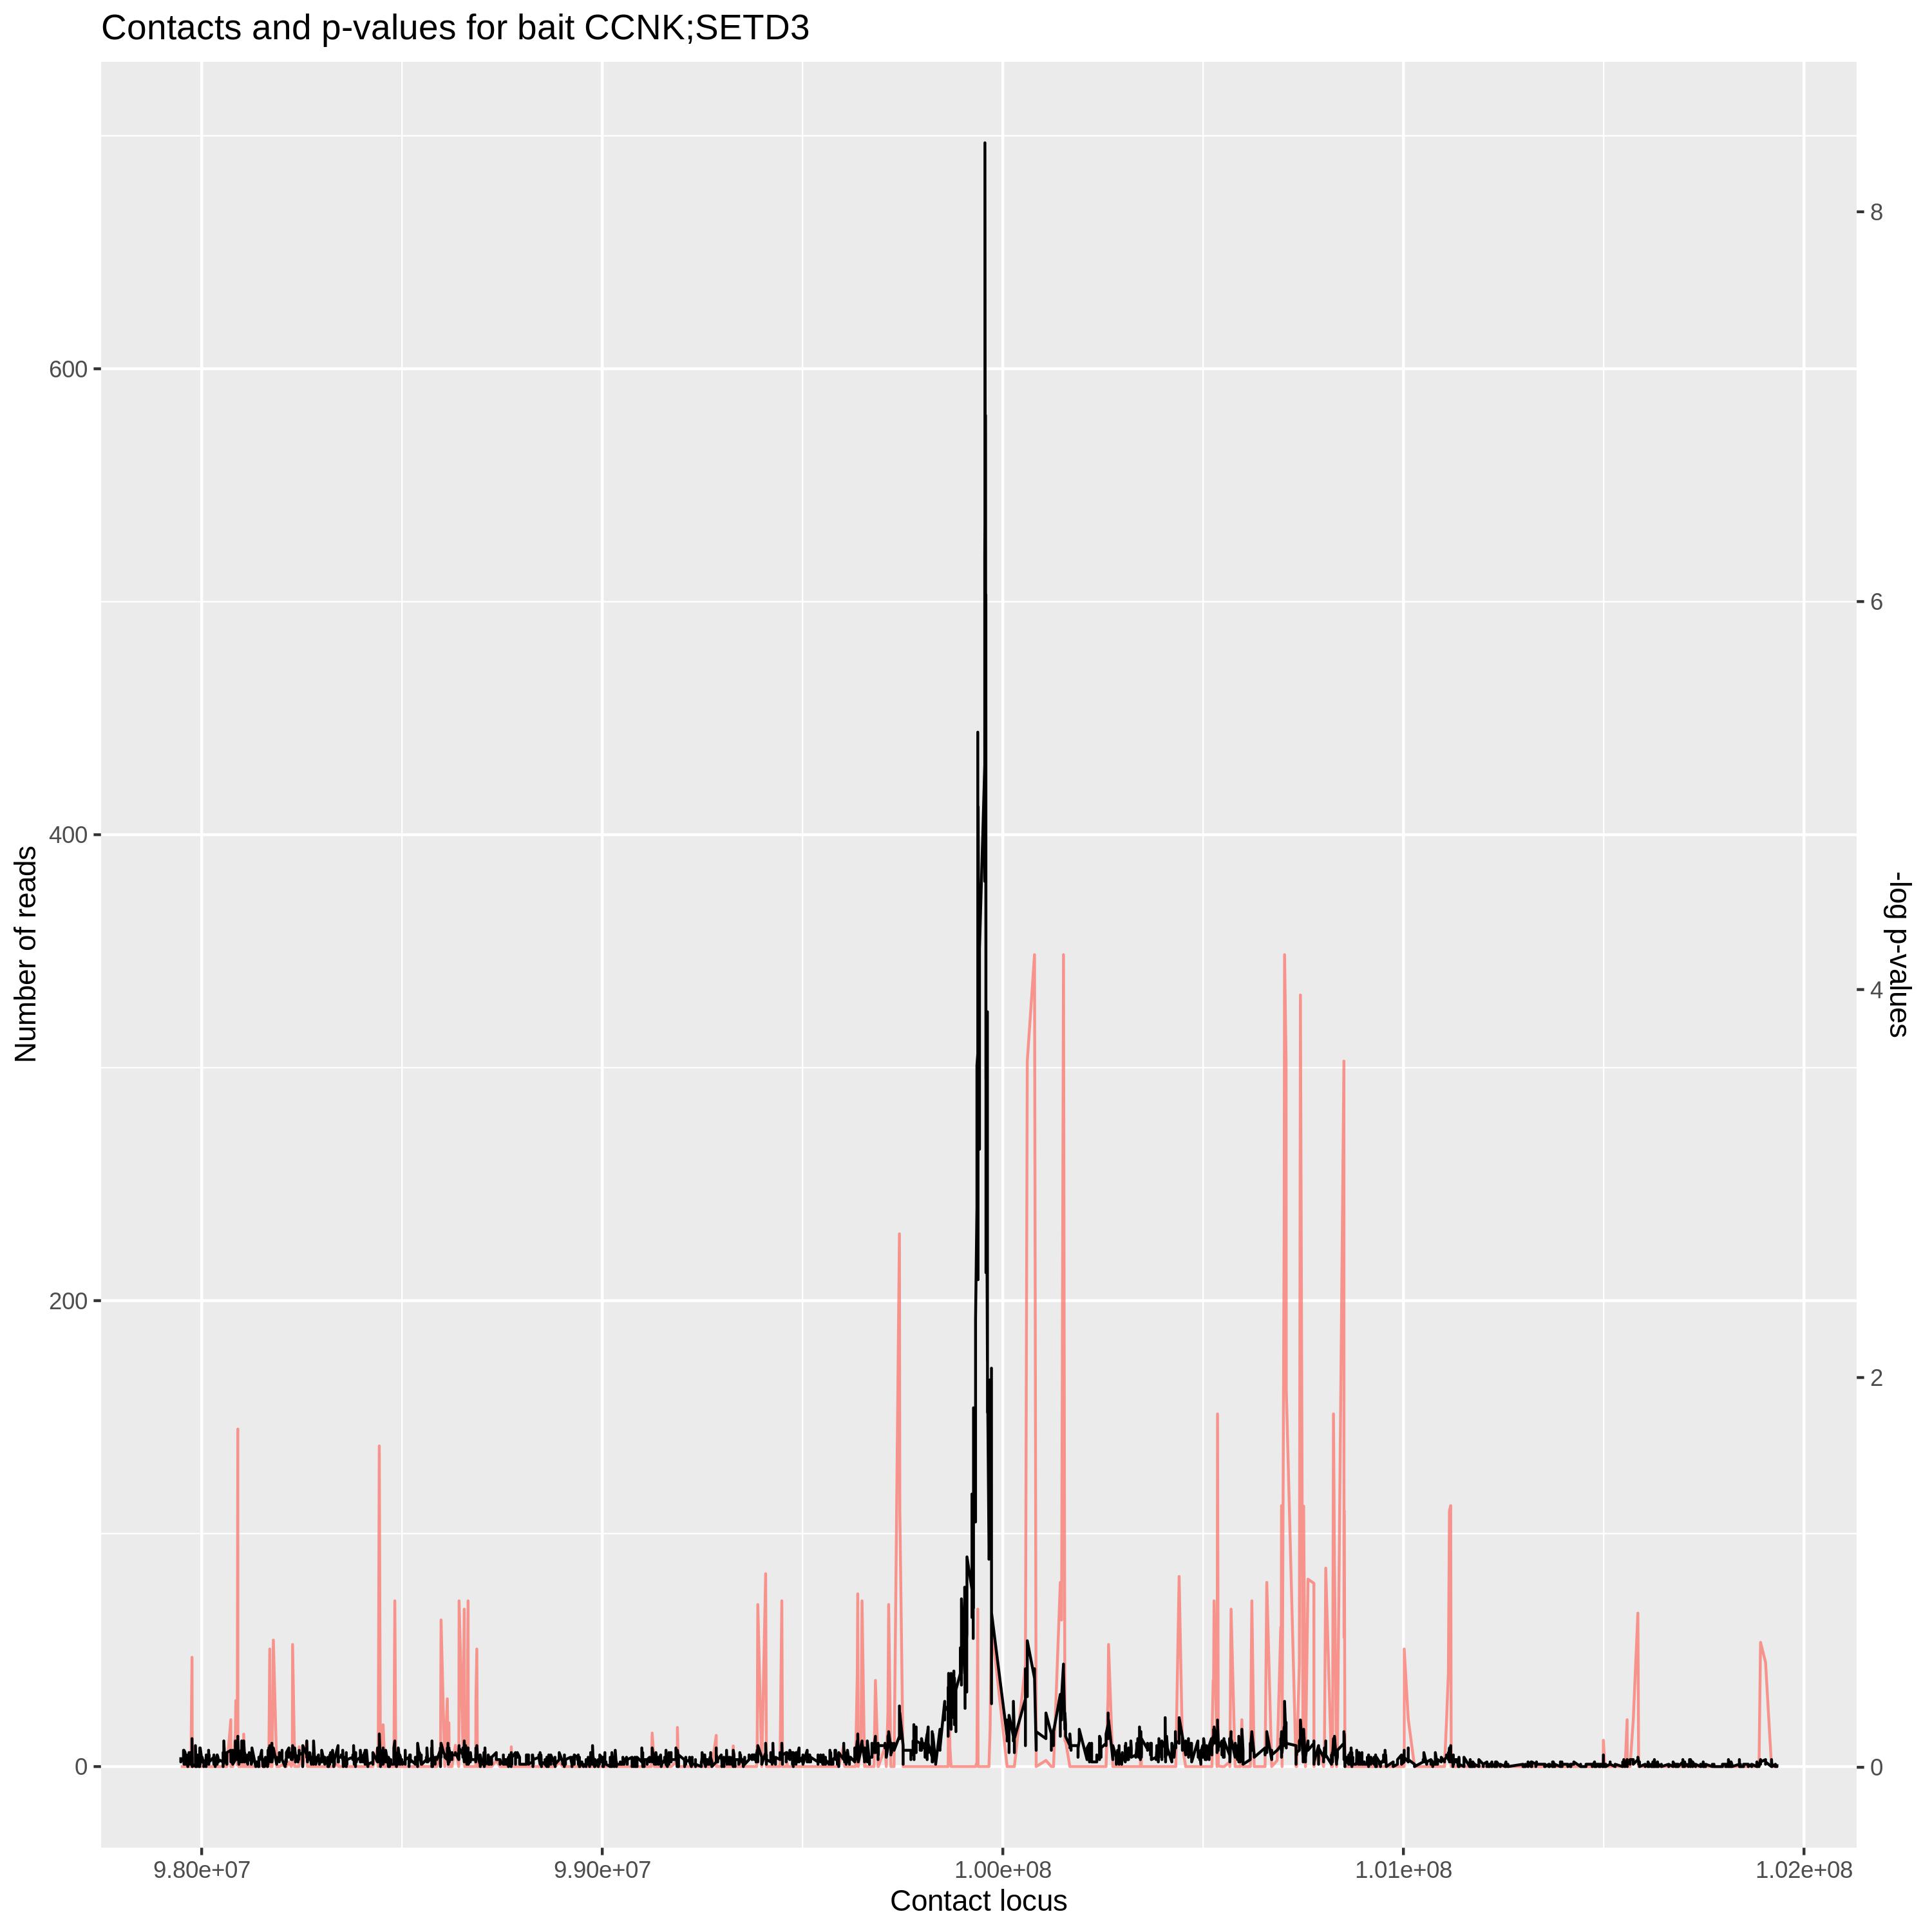 Contacts and p-values for bait CCNK;SETD3
Number of reads
600
400
200
0
8
6
4
2
0
-log p-values
9.80e+07
9.90e+07
1.00e+08
1.01e+08
1.02e+08
Contact locus